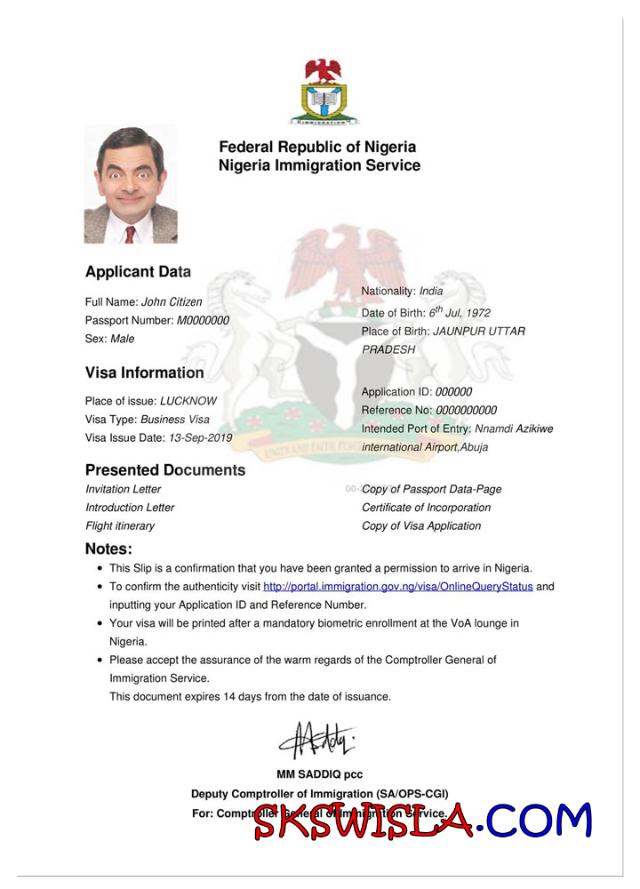 IMMIGRATION
Federal Republic of Nigeria
Nigeria Immigration Service
Applicant Data
Full Name: John Citizen
Passport Number: M0000000
Sex: Male
Nationality: India
Date of Birth: 6th Jul, 1972
Place of Birth: JAUNPUR UTTAR
PRADESH
Visa Information
Place of issue: LUCKNOW
Visa Type: Business Visa
Visa Issue Date: 13-Sep-2019
Application ID: 000000
Reference No: 0000000000
Intended Port of Entry: Nnamdi Azikiwe
international Airport,Abuja
Presented Documents
Invitation Letter
Introduction Letter
Flight itinerary
Copy of Passport Data-Page
Certificate of Incorporation
Copy of Visa Application
Notes:
• This Slip is a confirmation that you have been granted a permission to arrive in Nigeria.
• To confirm the authenticity visit http://portal.immigration.gov.ng/visa/OnlineQueryStatus and
inputting your Application ID and Reference Number.
• Your visa will be printed after a mandatory biometric enrollment at the VoA lounge in
Nigeria.
• Please accept the assurance of the warm regards of the Comptroller General of
Immigration Service.
This document expires 14 days from the date of issuance.
MM SADDIQ pcc
Deputy Comptroller of Immigration (SA/OPS-CGI)
For: Comptroller General of Immigration Service.
SKSWISLA.COM